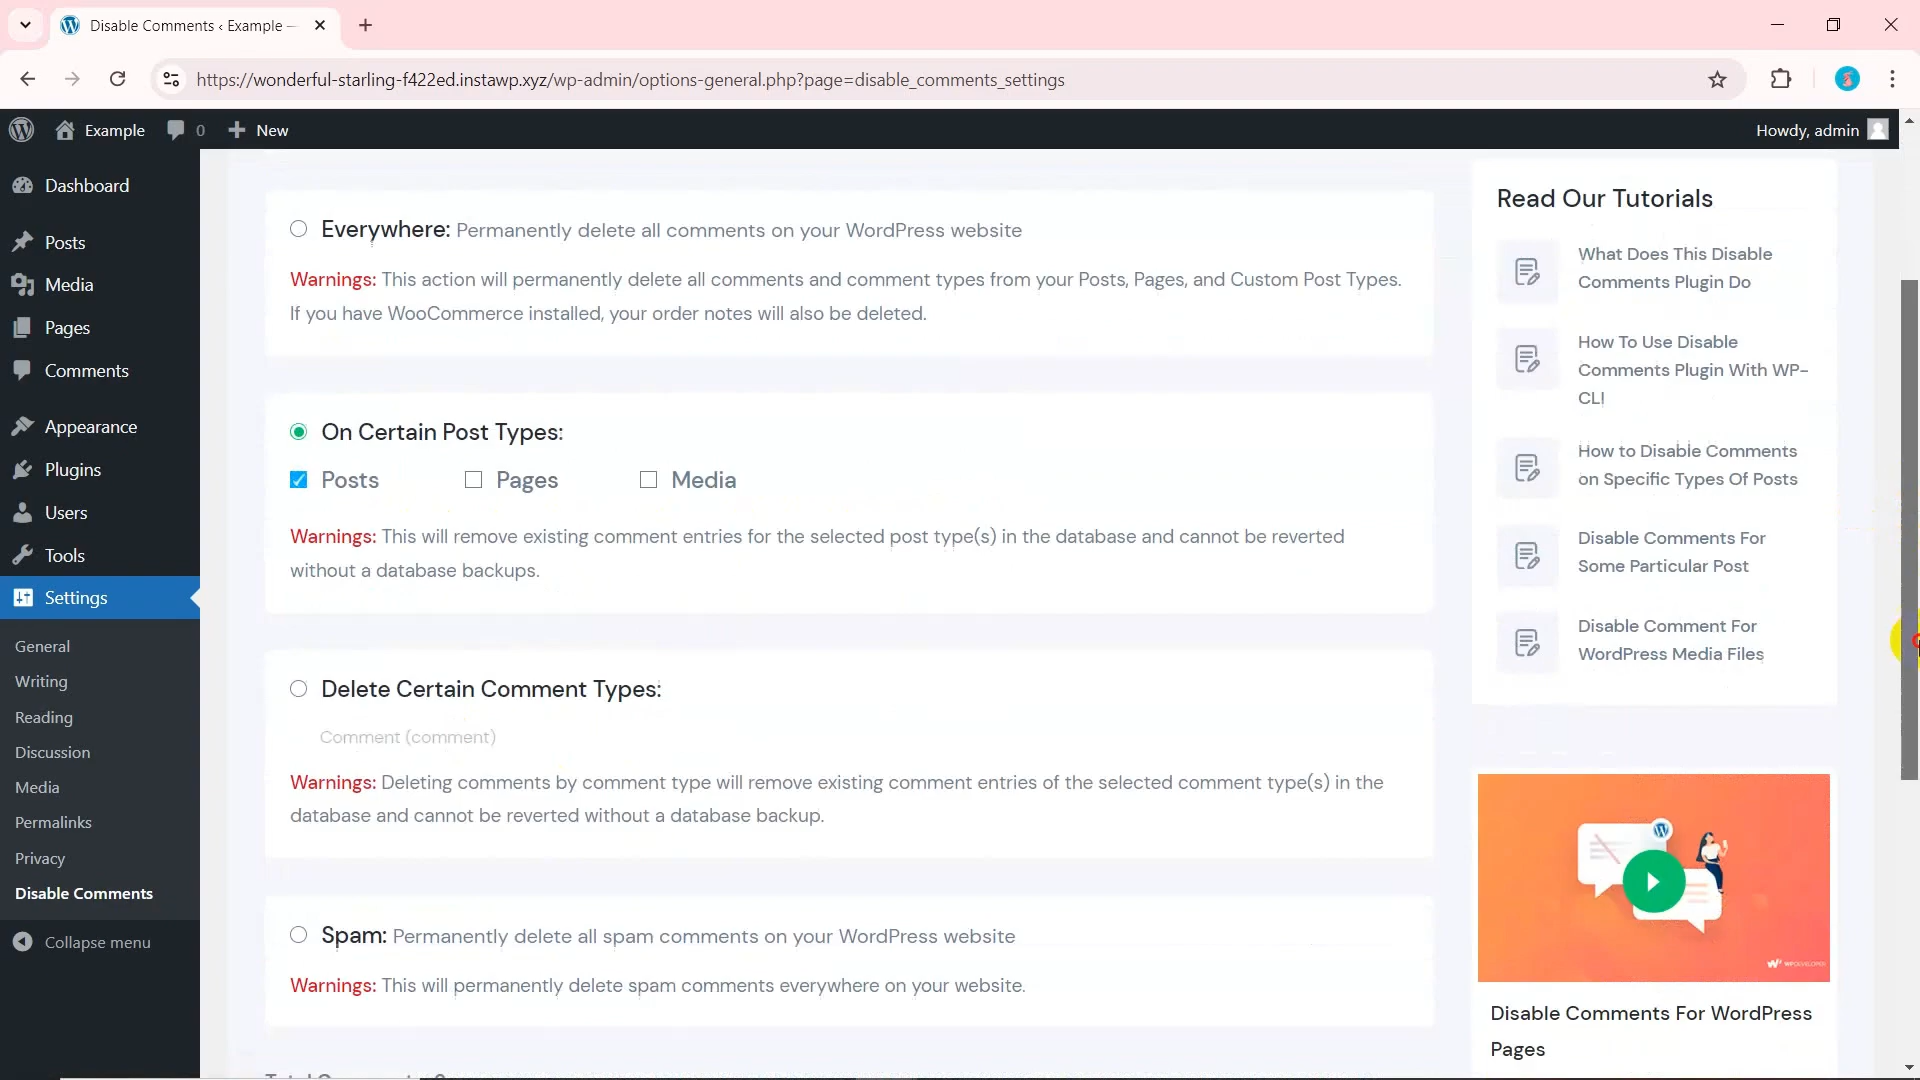 Disable Comments ‹ Example —
https://wonderful-starling-f422ed.instawp.xyz/wp-admin/options-general.php?page=disable_comments_settings
Example
0
New
Howdy, admin
Dashboard
Posts
Media
Pages
Comments
Appearance
Plugins
Users
Tools
Settings
General
Writing
Reading
Discussion
Media
Permalinks
Privacy
Disable Comments
Collapse menu
Everywhere: Permanently delete all comments on your WordPress website
Warnings: This action will permanently delete all comments and comment types from your Posts, Pages, and Custom Post Types.
If you have WooCommerce installed, your order notes will also be deleted.
On Certain Post Types:
Posts
Pages
Media
Warnings: This will remove existing comment entries for the selected post type(s) in the database and cannot be reverted
without a database backups.
Delete Certain Comment Types:
Comment (comment)
Warnings: Deleting comments by comment type will remove existing comment entries of the selected comment type(s) in the
database and cannot be reverted without a database backup.
Spam: Permanently delete all spam comments on your WordPress website
Warnings: This will permanently delete spam comments everywhere on your website.
Read Our Tutorials
What Does This Disable
Comments Plugin Do
How To Use Disable
Comments Plugin With WP-
CLI!
How to Disable Comments
on Specific Types Of Posts
Disable Comments For
Some Particular Post
Disable Comment For
WordPress Media Files
WPDEVELOPER
Disable Comments For WordPress
Pages